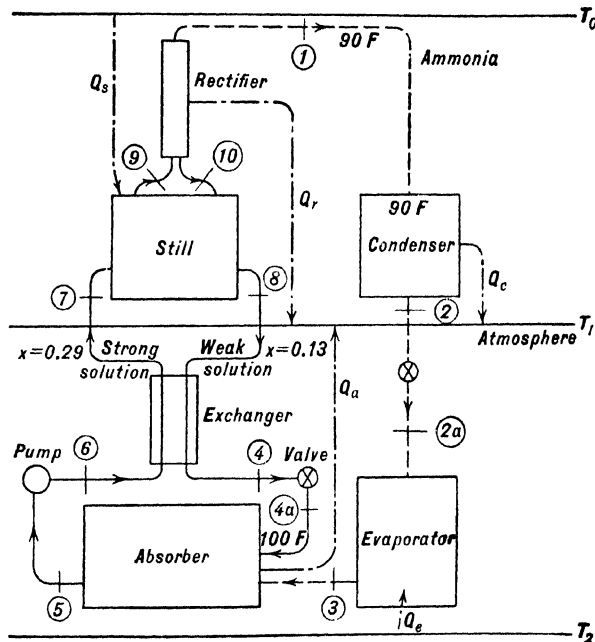 T₀
1
90 F
Ammonia
Rectifier
Qs
9
10
Qr
90 F
Condenser
Still
Qc
7
8
2
T₁
Atmosphere
x=0.29
Strong solution
Weak solution
x=0.13
Qa
Exchanger
2a
Pump
6
4
Valve
4a
100 F
Absorber
Evaporator
5
3
Qe
T₂